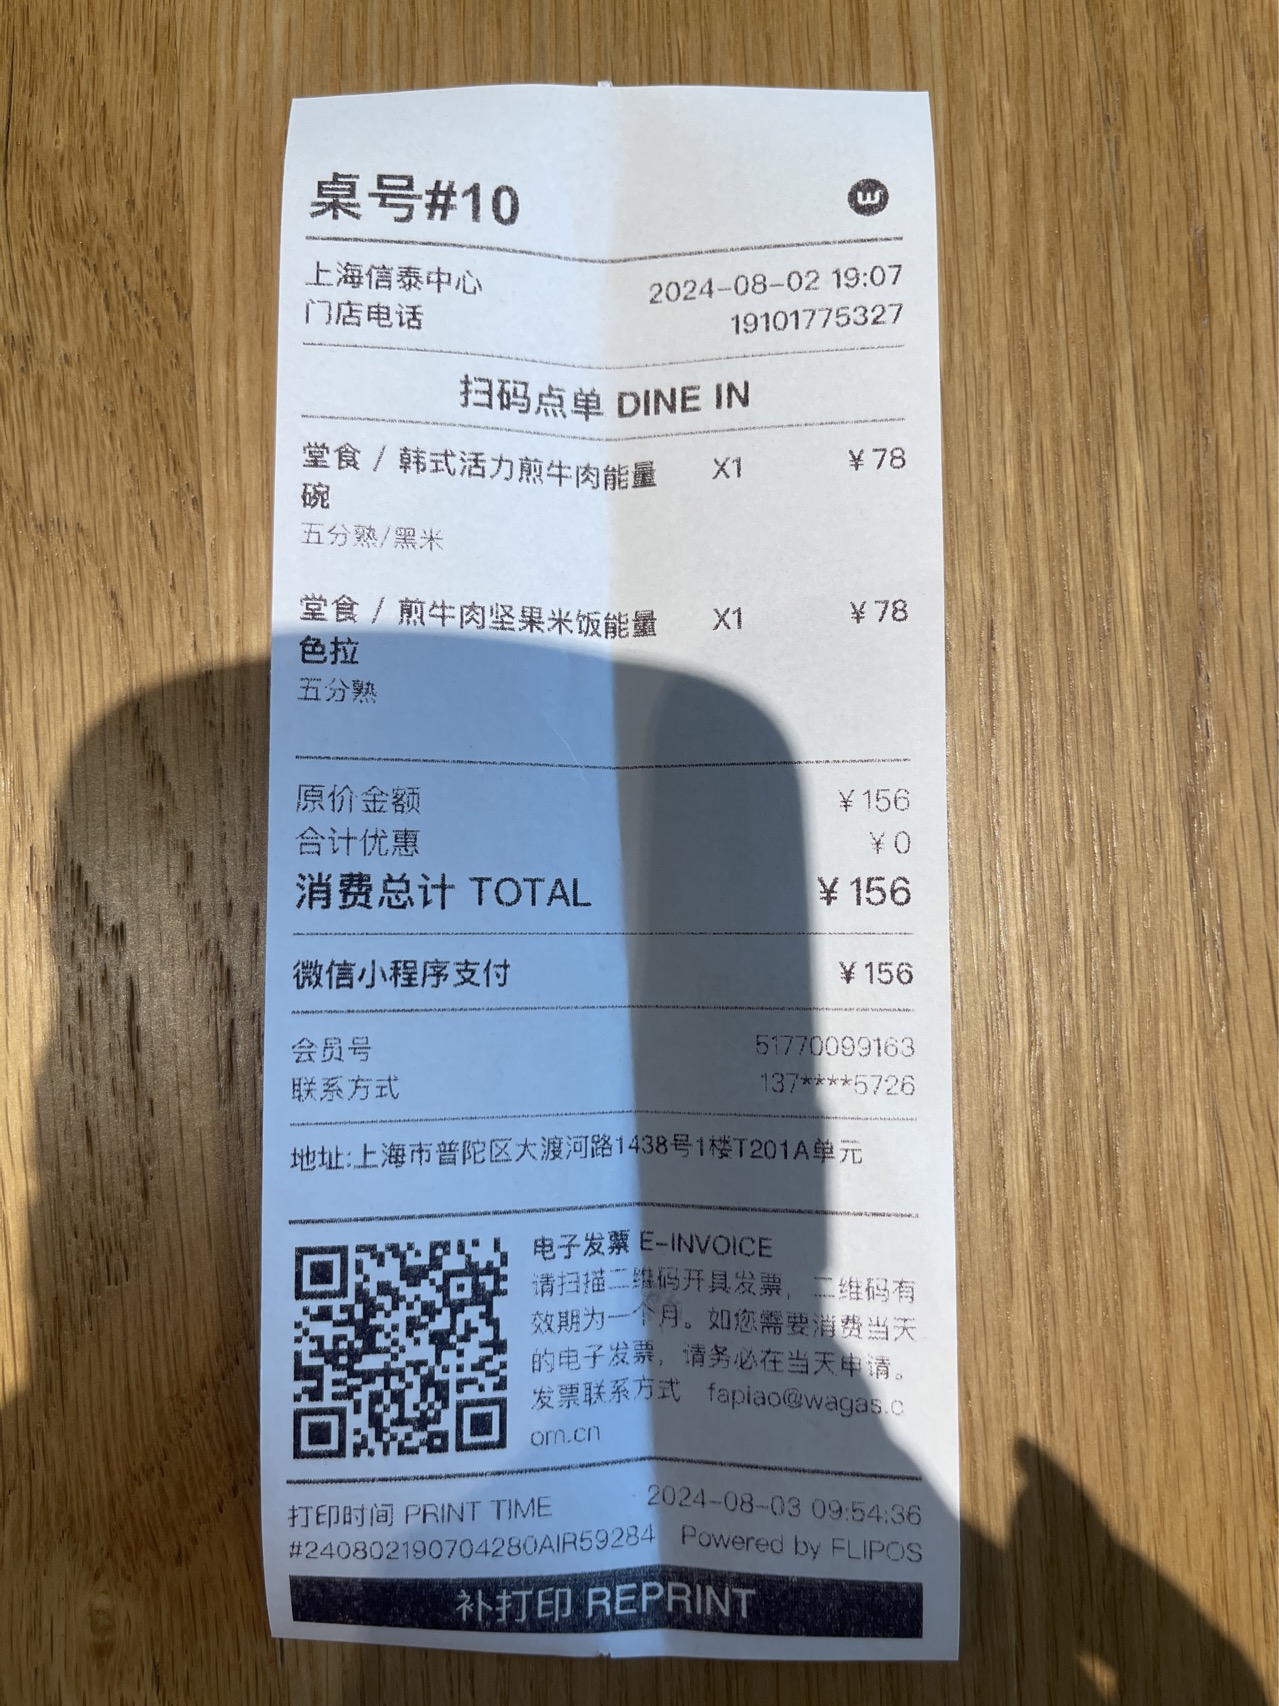 桌号#10
上海信泰中心 2024-08-02 19:07
门店电话 19101775327
扫码点单 DINE IN
堂食 / 韩式活力煎牛肉能量 X1 ¥78
碗
五分熟/黑米
堂食 / 煎牛肉坚果米饭能量 X1 ¥78
色拉
五分熟
原价金额 ¥156
合计优惠 ¥0
消费总计 TOTAL ¥156
微信小程序支付 ¥156
会员号 51770099163
联系方式 137****5726
地址:上海市普陀区大渡河路1438号1楼T201A单元
电子发票 E-INVOICE
请扫描二维码开具发票，二维码有
效期为一个月。如您需要消费当天
的电子发票，请务必在当天申请。
发票联系方式 fapiao@wagas.c
om.cn
打印时间 PRINT TIME 2024-08-03 09:54:36
#240802190704280AIR59284 Powered by FLIPOS
补打印 REPRINT